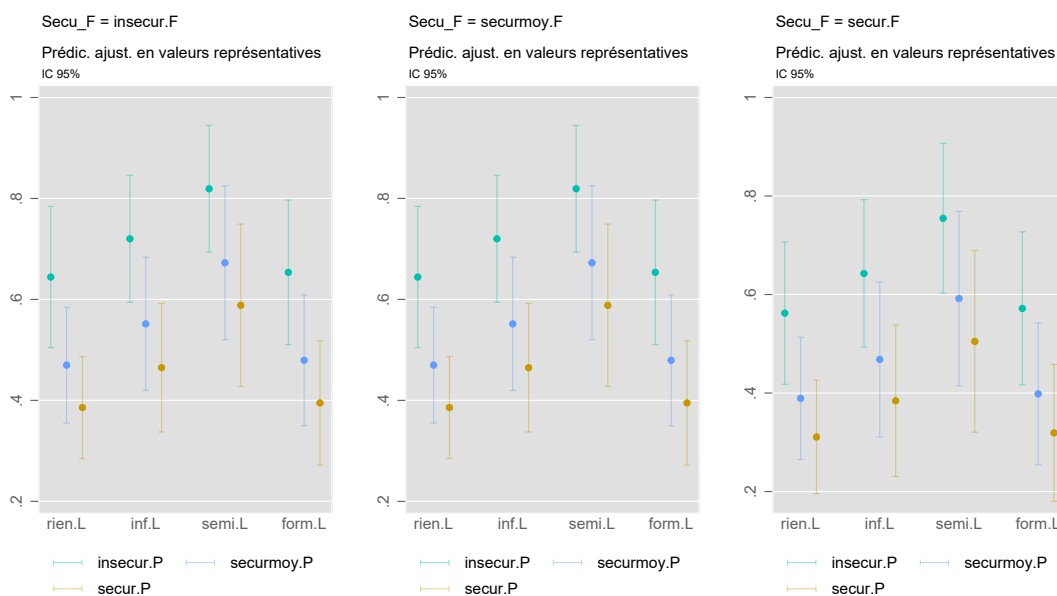 Secu_F = insecur.F
Prédic. ajust. en valeurs représentatives
IC 95%
1
.8
.6
.4
.2
rien.L inf.L semi.L form.L
insecur.P securmoy.P
secur.P
Secu_F = securmoy.F
Prédic. ajust. en valeurs représentatives
IC 95%
1
.8
.6
.4
.2
rien.L inf.L semi.L form.L
insecur.P securmoy.P
secur.P
Secu_F = secur.F
Prédic. ajust. en valeurs représentatives
IC 95%
1
.8
.6
.4
.2
rien.L inf.L semi.L form.L
insecur.P securmoy.P
secur.P